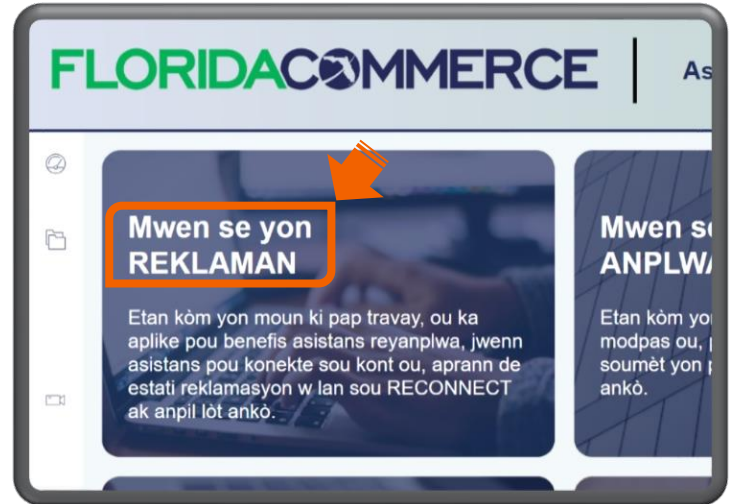 FLORIDACOMMERCE
As
Mwen se yon
REKLAMAN
Etan kòm yon moun ki pap travay, ou ka
aplike pou benefis asistans reyanplwa, jwenn
asistans pou konekte sou kont ou, aprann de
estati reklamasyon w lan sou RECONNECT
ak anpil lòt ankò.
Mwen s
ANPLWA
Etan kòm yo
modpas ou,
soumèt yon
ankò.